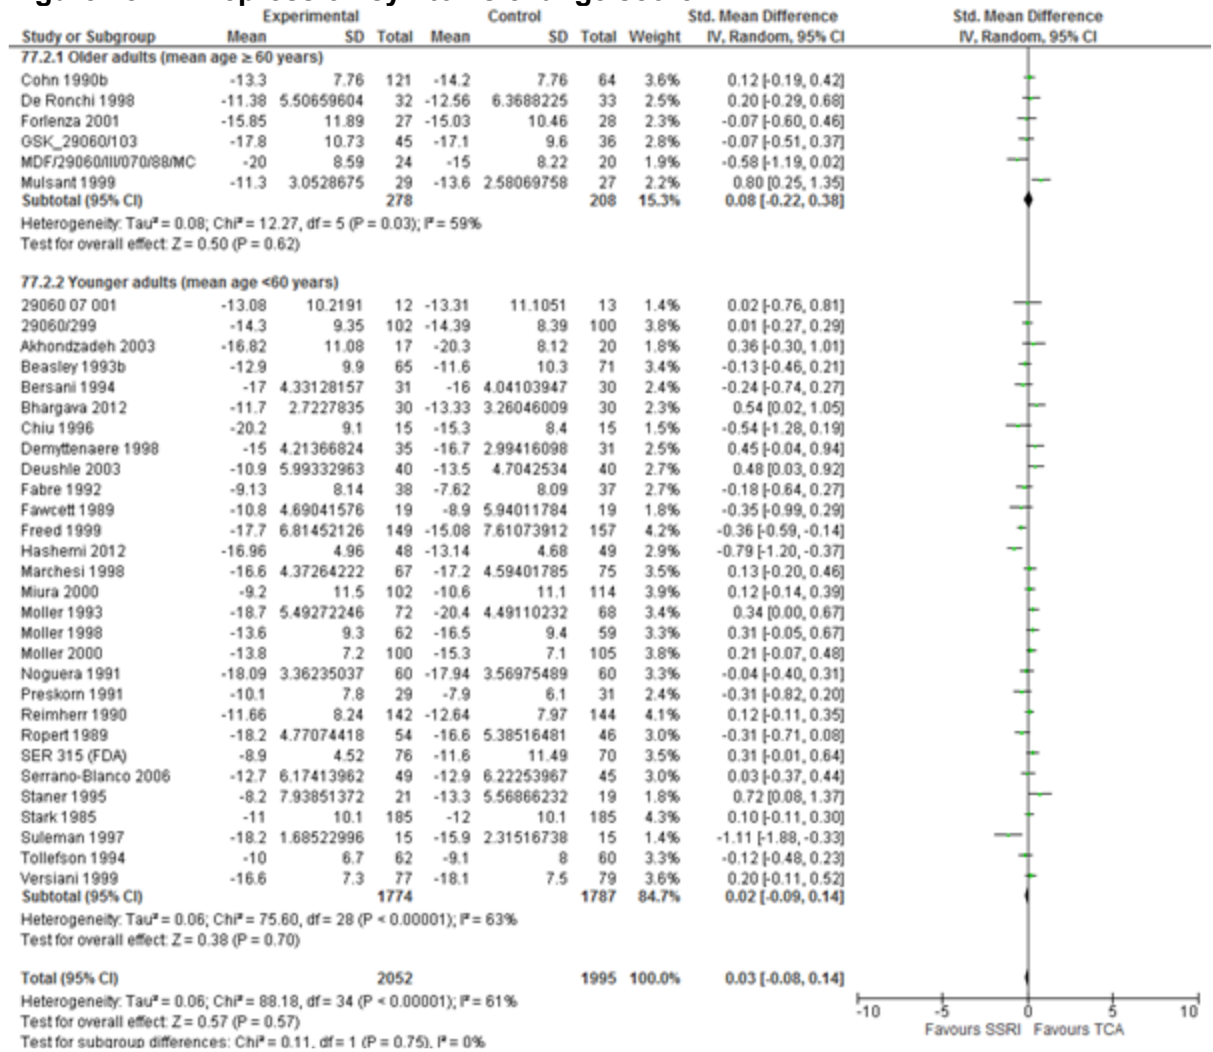 Experimental Control Std. Mean Difference Std. Mean Difference
Study or Subgroup Mean SD Total Mean SD Total Weight IV, Random, 95% CI IV, Random, 95% CI
77.2.1 Older adults (mean age ≥ 60 years)
Cohn 1990b -13.3 7.76 121 -14.2 7.76 64 3.6% 0.12 [-0.19, 0.42]
De Ronchi 1998 -11.38 5.50659604 32 -12.56 6.3688225 33 2.5% 0.20 [-0.29, 0.68]
Forlenza 2001 -15.85 11.89 27 -15.03 10.46 28 2.3% -0.07 [-0.60, 0.46]
GSK_29060/103 -17.8 10.73 45 -17.1 9.6 36 2.8% -0.07 [-0.51, 0.37]
MDF/29060/III/070/88/MC -20 8.59 24 -15 8.22 20 1.9% -0.58 [-1.19, 0.02]
Mulsant 1999 -11.3 3.0528675 29 -13.6 2.58069758 27 2.2% 0.80 [0.25, 1.35]
Subtotal (95% CI) 278 208 15.3% 0.08 [-0.22, 0.38]
Heterogeneity: Tau² = 0.08; Chi² = 12.27, df = 5 (P = 0.03); I² = 59%
Test for overall effect: Z = 0.50 (P = 0.62)
77.2.2 Younger adults (mean age <60 years)
29060 07 001 -13.08 10.2191 12 -13.31 11.1051 13 1.4% 0.02 [-0.76, 0.81]
29060/299 -14.3 9.35 102 -14.39 8.39 100 3.8% 0.01 [-0.27, 0.29]
Akhondzadeh 2003 -16.82 11.08 17 -20.3 8.12 20 1.8% 0.36 [-0.30, 1.01]
Beasley 1993b -12.9 9.9 65 -11.6 10.3 71 3.4% -0.13 [-0.46, 0.21]
Bersani 1994 -17 4.33128157 31 -16 4.04103947 30 2.4% -0.24 [-0.74, 0.27]
Bhargava 2012 -11.7 2.7227835 30 -13.33 3.26046009 30 2.3% 0.54 [0.02, 1.05]
Chiu 1996 -20.2 9.1 15 -15.3 8.4 15 1.5% -0.54 [-1.28, 0.19]
Demyttenaere 1998 -15 4.21366824 35 -16.7 2.99416098 31 2.5% 0.45 [-0.04, 0.94]
Deushle 2003 -10.9 5.99332963 40 -13.5 4.7042534 40 2.7% 0.48 [0.03, 0.92]
Fabre 1992 -9.13 8.14 38 -7.62 8.09 37 2.7% -0.18 [-0.64, 0.27]
Fawcett 1989 -10.8 4.69041576 19 -8.9 5.94011784 19 1.8% -0.35 [-0.99, 0.29]
Freed 1999 -17.7 6.81452126 149 -15.08 7.61073912 157 4.2% -0.36 [-0.59, -0.14]
Hashemi 2012 -16.96 4.96 48 -13.14 4.68 49 2.9% -0.79 [-1.20, -0.37]
Marchesi 1998 -16.6 4.37264222 67 -17.2 4.59401785 75 3.5% 0.13 [-0.20, 0.46]
Miura 2000 -9.2 11.5 102 -10.6 11.1 114 3.9% 0.12 [-0.14, 0.39]
Moller 1993 -18.7 5.49272246 72 -20.4 4.49110232 68 3.4% 0.34 [0.00, 0.67]
Moller 1998 -13.6 9.3 62 -16.5 9.4 59 3.3% 0.31 [-0.05, 0.67]
Moller 2000 -13.8 7.2 100 -15.3 7.1 105 3.8% 0.21 [-0.07, 0.48]
Noguera 1991 -18.09 3.36235037 60 -17.94 3.56975489 60 3.3% -0.04 [-0.40, 0.31]
Preskorn 1991 -10.1 7.8 29 -7.9 6.1 31 2.4% -0.31 [-0.82, 0.20]
Reimherr 1990 -11.66 8.24 142 -12.64 7.97 144 4.1% 0.12 [-0.11, 0.35]
Ropert 1989 -18.2 4.77074418 54 -16.6 5.38516481 46 3.0% -0.31 [-0.71, 0.08]
SER 315 (FDA) -8.9 4.52 76 -11.6 11.49 70 3.5% 0.31 [-0.01, 0.64]
Serrano-Blanco 2006 -12.7 6.17413962 49 -12.9 6.22253967 45 3.0% 0.03 [-0.37, 0.44]
Staner 1995 -8.2 7.93851372 21 -13.3 5.56866232 19 1.8% 0.72 [0.08, 1.37]
Stark 1985 -11 10.1 185 -12 10.1 185 4.3% 0.10 [-0.11, 0.30]
Suleman 1997 -18.2 1.68522996 15 -15.9 2.31516738 15 1.4% -1.11 [-1.88, -0.33]
Tollefson 1994 -10 6.7 62 -9.1 8 60 3.3% -0.12 [-0.48, 0.23]
Versiani 1999 -16.6 7.3 77 -18.1 7.5 79 3.6% 0.20 [-0.11, 0.52]
Subtotal (95% CI) 1774 1787 84.7% 0.02 [-0.09, 0.14]
Heterogeneity: Tau² = 0.06; Chi² = 75.60, df = 28 (P < 0.00001); I² = 63%
Test for overall effect: Z = 0.38 (P = 0.70)
Total (95% CI) 2052 1995 100.0% 0.03 [-0.08, 0.14]
Heterogeneity: Tau² = 0.06; Chi² = 88.18, df = 34 (P < 0.00001); I² = 61%
Test for overall effect: Z = 0.57 (P = 0.57)
Test for subgroup differences: Chi² = 0.11, df = 1 (P = 0.75), I² = 0%
-10 -5 0 5 10
Favours SSRI Favours TCA